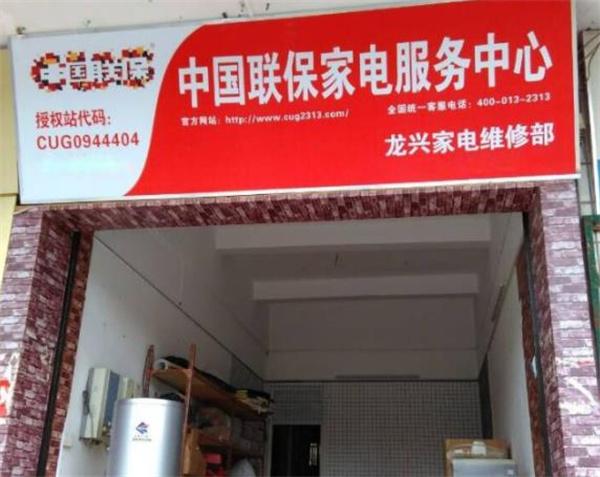 中国联保
授权站代码：
CUG0944404
中国联保家电服务中心
官方网站：http://www.cug2313.com/
全国统一客服电话：400-013-2313
龙兴家电维修部